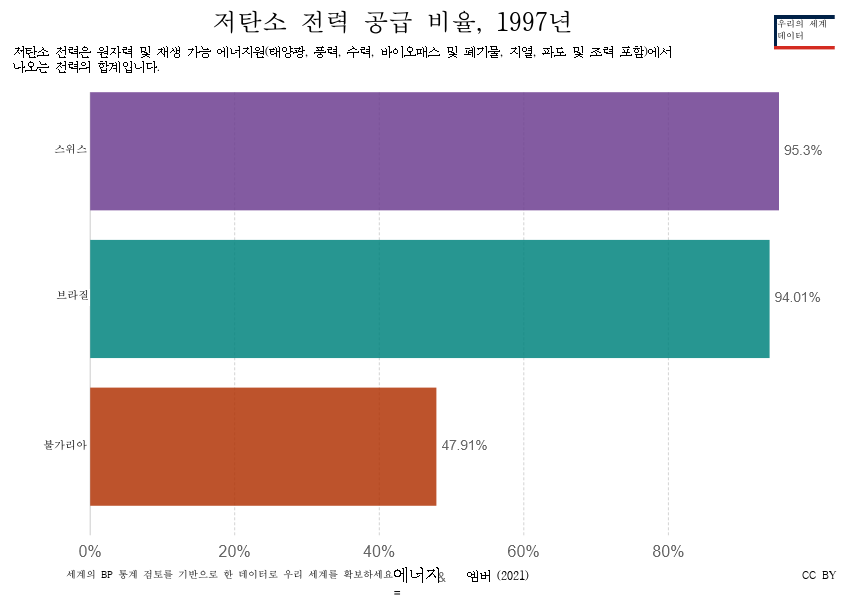 저탄소 전력 공급 비율, 1997년
우리의 세계
데이터
저탄소 전력은 원자력 및 재생 가능 에너지원(태양광, 풍력, 수력, 바이오매스 및 폐기물, 지열, 파도 및 조력 포함)에서
나오는 전력의 합계입니다.
스위스
95.3%
브라질
94.01%
불가리아
47.91%
0%
20%
40%
60%
80%
세계의 BP 통계 검토를 기반으로 한 데이터로 우리 세계를 확보하세요 에너지 & 엠버 (2021)
=
CC BY